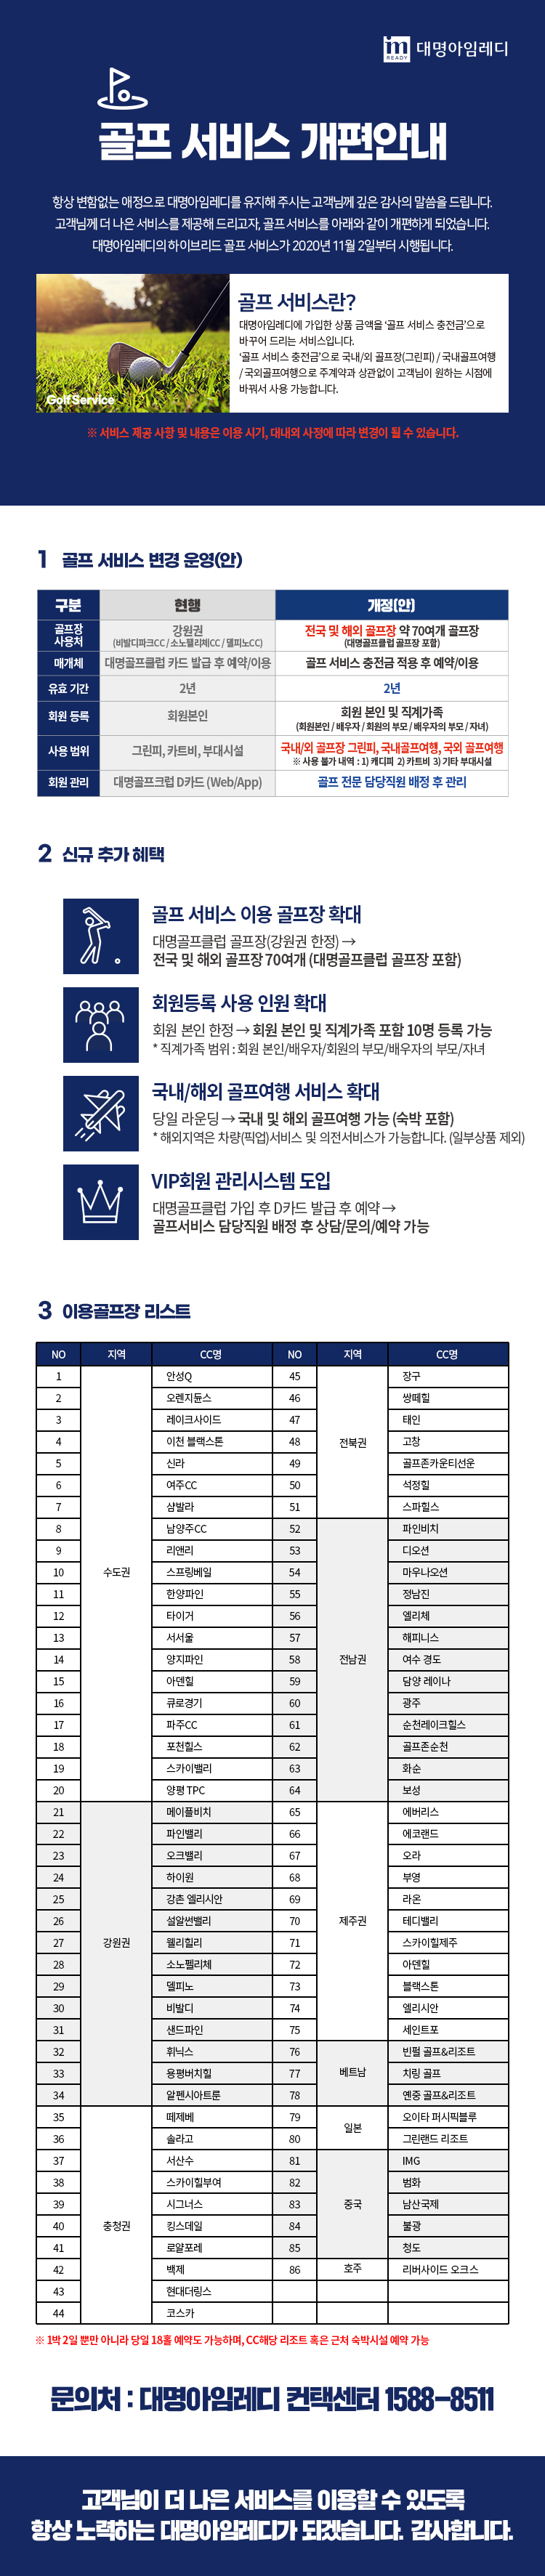 im
READY
대명아임레디
골프 서비스 개편안내
항상 변함없는 애정으로 대명아임레디를 유지해 주시는 고객님께 깊은 감사의 말씀을 드립니다.
고객님께 더 나은 서비스를 제공해 드리고자, 골프 서비스를 아래와 같이 개편하게 되었습니다.
대명아임레디의 하이브리드 골프 서비스가 2020년 11월 2일부터 시행됩니다.
Golf Service
골프 서비스란?
대명아임레디에 가입한 상품 금액을 '골프 서비스 충전금'으로
바꾸어 드리는 서비스입니다.
'골프 서비스 충전금'으로 국내/외 골프장(그린피) / 국내골프여행
/ 국외골프여행으로 주계약과 상관없이 고객님이 원하는 시점에
바꿔서 사용 가능합니다.
※ 서비스 제공 사항 및 내용은 이용 시기, 대내외 사정에 따라 변경이 될 수 있습니다.
1 골프 서비스 변경 운영(안)
구분 현행 개정(안)
골프장
사용처
강원권
(비발디파크CC / 소노펠리체CC / 델피노CC)
전국 및 해외 골프장 약 70여개 골프장
(대명골프클럽 골프장 포함)
매개체 대명골프클럽 카드 발급 후 예약/이용 골프 서비스 충전금 적용 후 예약/이용
유효 기간 2년 2년
회원 등록 회원본인
회원 본인 및 직계가족
(회원본인 / 배우자 / 회원의 부모 / 배우자의 부모 / 자녀)
사용 범위 그린피, 카트비, 부대시설
국내/외 골프장 그린피, 국내골프여행, 국외 골프여행
※ 사용 불가 내역 : 1) 캐디피 2) 카트비 3) 기타 부대시설
회원 관리 대명골프크럽 D카드 (Web/App) 골프 전문 담당직원 배정 후 관리
2 신규 추가 혜택
골프 서비스 이용 골프장 확대
대명골프클럽 골프장(강원권 한정) →
전국 및 해외 골프장 70여개 (대명골프클럽 골프장 포함)
회원등록 사용 인원 확대
회원 본인 한정 → 회원 본인 및 직계가족 포함 10명 등록 가능
* 직계가족 범위 : 회원 본인/배우자/회원의 부모/배우자의 부모/자녀
국내/해외 골프여행 서비스 확대
당일 라운딩 → 국내 및 해외 골프여행 가능 (숙박 포함)
* 해외지역은 차량(픽업)서비스 및 의전서비스가 가능합니다. (일부상품 제외)
VIP회원 관리시스템 도입
대명골프클럽 가입 후 D카드 발급 후 예약 →
골프서비스 담당직원 배정 후 상담/문의/예약 가능
3 이용골프장 리스트
NO 지역 CC명 NO 지역 CC명
1 안성Q 45 장구
2 오렌지듄스 46 쌍떼힐
3 레이크사이드 47 태인
4 이천 블랙스톤 48 전북권 고창
5 신라 49 골프존카운티선운
6 여주CC 50 석정힐
7 샴발라 51 스파힐스
8 남양주CC 52 파인비치
9 리앤리 53 디오션
10 수도권 스프링베일 54 마우나오션
11 한양파인 55 정남진
12 타이거 56 엘리체
13 서서울 57 해피니스
14 양지파인 58 전남권 여수 경도
15 아덴힐 59 담양 레이나
16 큐로경기 60 광주
17 파주CC 61 순천레이크힐스
18 포천힐스 62 골프존순천
19 스카이밸리 63 화순
20 양평 TPC 64 보성
21 메이플비치 65 에버리스
22 파인밸리 66 에코랜드
23 오크밸리 67 오라
24 하이원 68 부영
25 강촌 엘리시안 69 라온
26 설알썬밸리 70 제주권 테디밸리
27 강원권 웰리힐리 71 스카이힐제주
28 소노펠리체 72 아덴힐
29 델피노 73 블랙스톤
30 비발디 74 엘리시안
31 샌드파인 75 세인트포
32 휘닉스 76 빈펄 골프&리조트
33 용평버치힐 77 베트남 치링 골프
34 알펜시아트룬 78 옌중 골프&리조트
35 떼제베 79 일본 오이타 퍼시픽블루
36 솔라고 80 그린랜드 리조트
37 서산수 81 IMG
38 스카이힐부여 82 범화
39 시그너스 83 중국 남산국제
40 충청권 킹스데일 84 불광
41 로얄포레 85 청도
42 백제 86 호주 리버사이드 오크스
43 현대더링스
44 코스카
※ 1박 2일 뿐만 아니라 당일 18홀 예약도 가능하며, CC해당 리조트 혹은 근처 숙박시설 예약 가능
문의처 : 대명아임레디 컨택센터 1588-8511
고객님이 더 나은 서비스를 이용할 수 있도록
항상 노력하는 대명아임레디가 되겠습니다. 감사합니다.